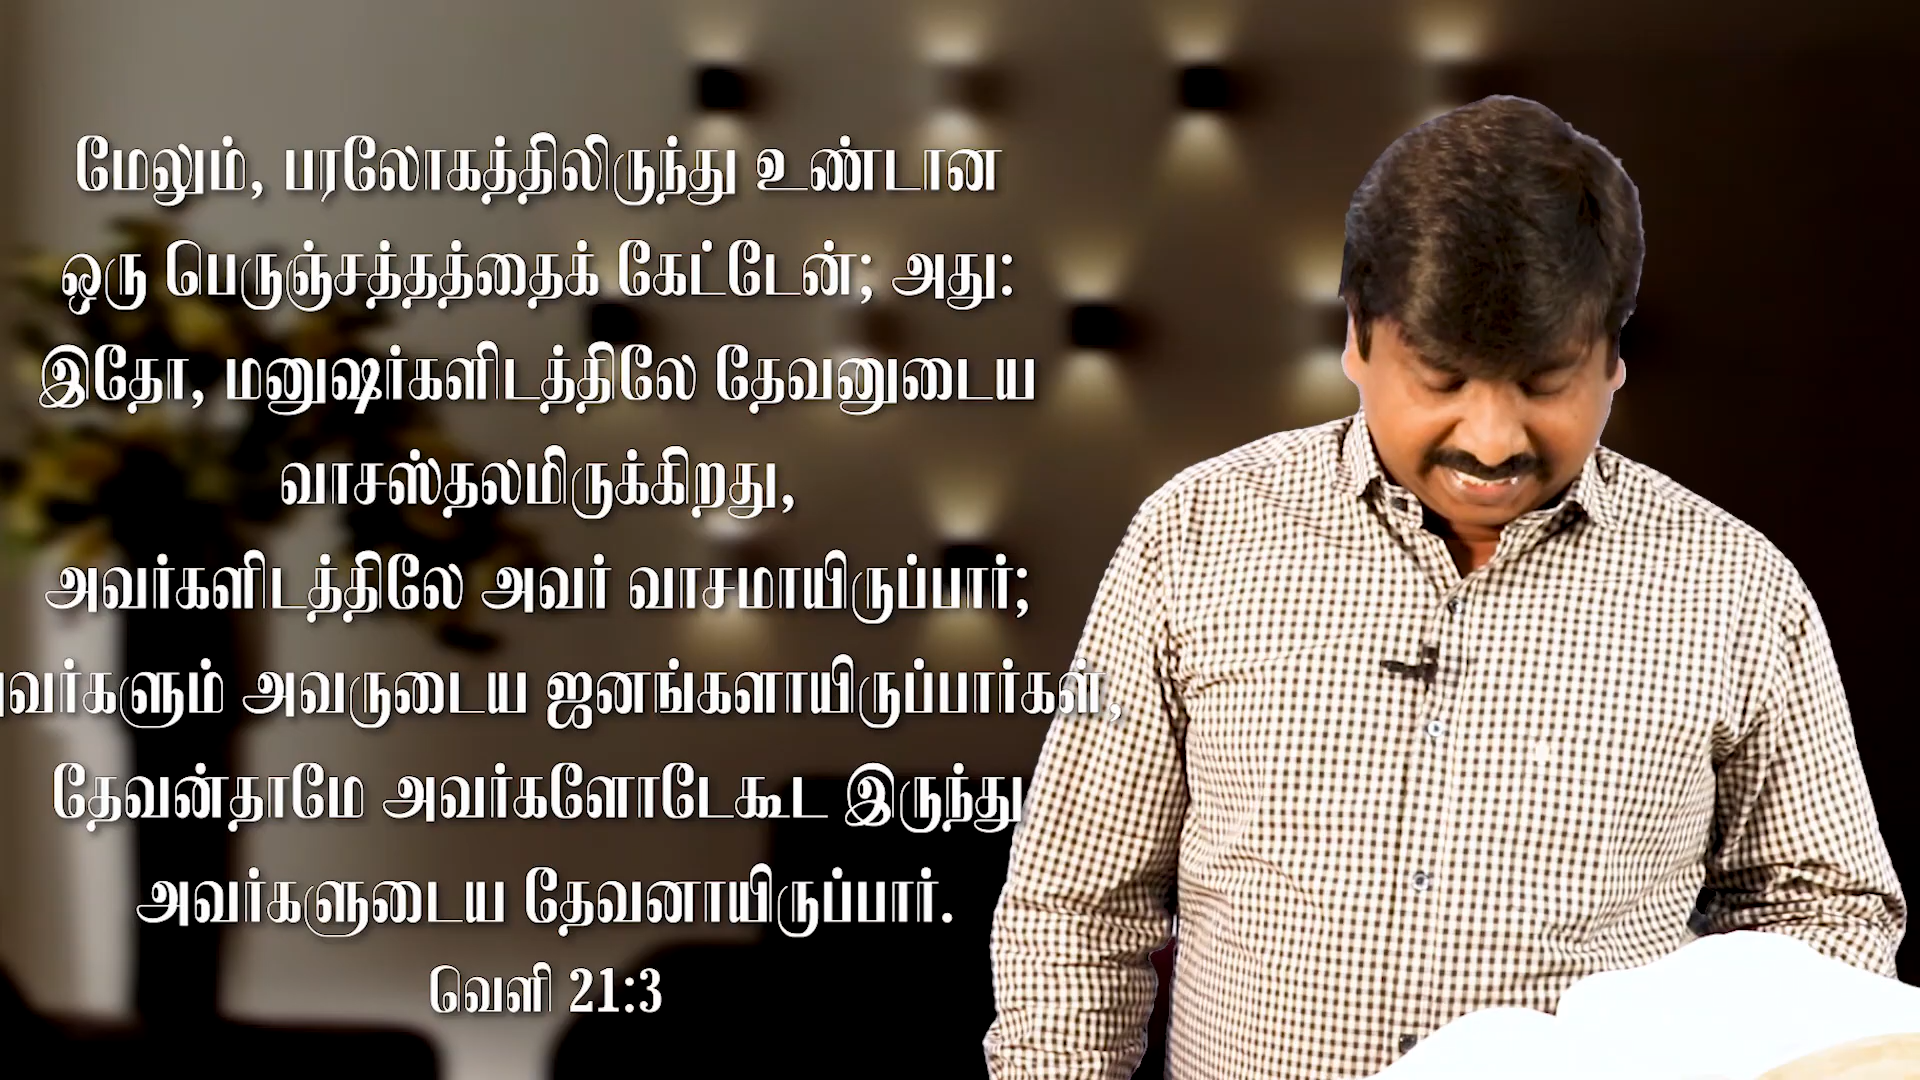 மேலும், பரலோகத்திலிருந்து உண்டான
ஒரு பெருஞ்சத்தத்தைக் கேட்டேன்; அது:
இதோ, மனுஷர்களிடத்திலே தேவனுடைய
வாசஸ்தலமிருக்கிறது,
அவர்களிடத்திலே அவர் வாசமாயிருப்பார்;
அவர்களும் அவருடைய ஜனங்களாயிருப்பார்கள்,
தேவன்தாமே அவர்களோடேகூட இருந்து
அவர்களுடைய தேவனாயிருப்பார்.
வெளி 21:3